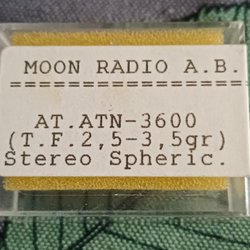 MOON RADIO A.B.
==================
AT.ATN-3600
(T.F.2,5-3,5gr)
Stereo Spheric.